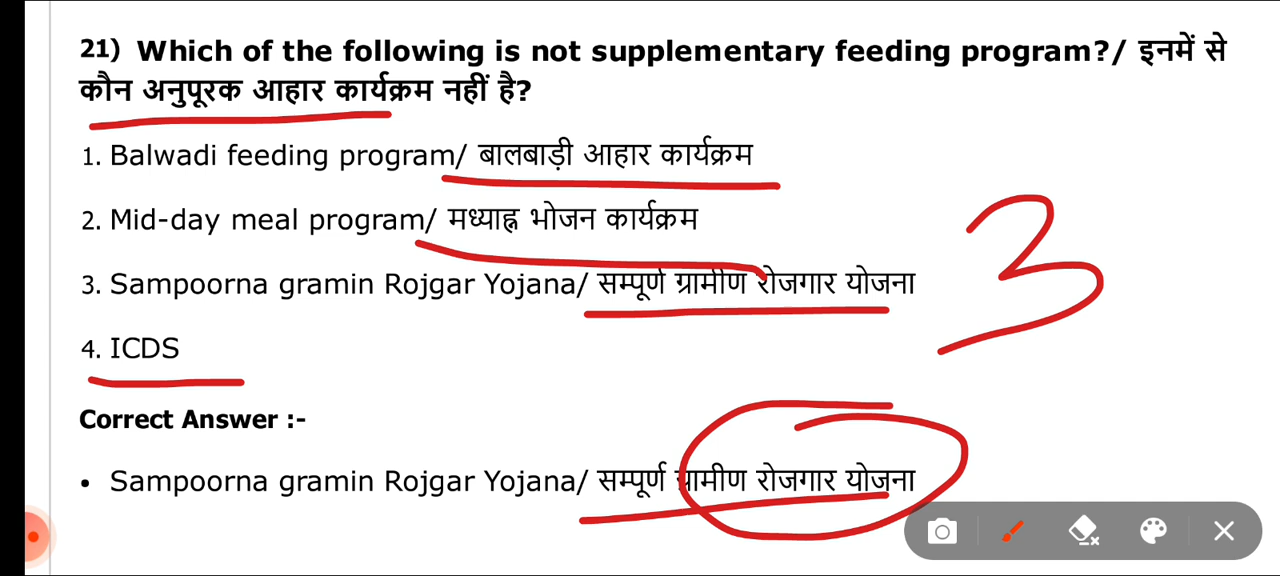 21) Which of the following is not supplementary feeding program?/ इनमें से
कौन अनुपूरक आहार कार्यक्रम नहीं है?
1. Balwadi feeding program/ बालबाड़ी आहार कार्यक्रम
2. Mid-day meal program/ मध्याह्न भोजन कार्यक्रम
3. Sampoorna gramin Rojgar Yojana/ सम्पूर्ण ग्रामीण रोजगार योजना
3
4. ICDS
Correct Answer :-
• Sampoorna gramin Rojgar Yojana/ सम्पूर्ण ग्रामीण रोजगार योजना